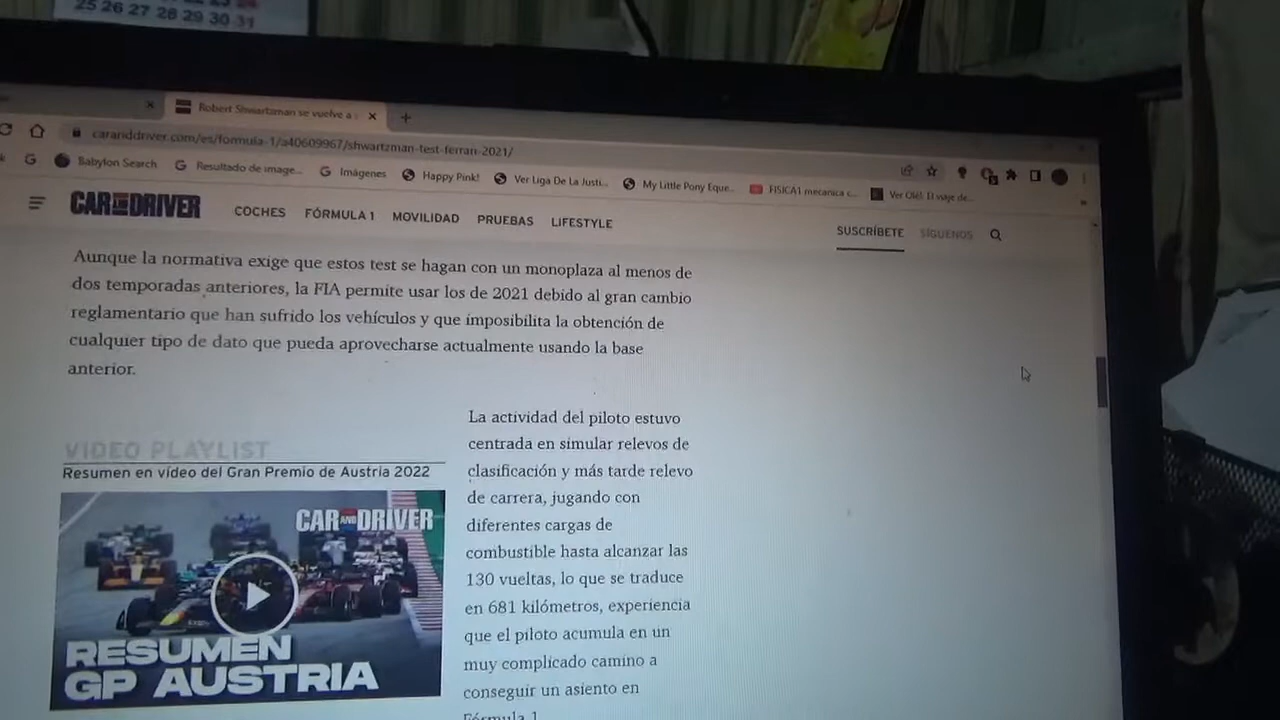 25 26 27 28 29 30 31
Robert Shwartzman se vuelve a
caranddriver.com/es/formula-1/a40609967/shwartzman-test-ferrari-2021/
Babylon Search
Resultado de image...
Imágenes
Happy Pink!
Ver Liga De La Justi...
My Little Pony Eque...
FISICA1 mecanica c...
Ver Olé! El viaje de...
CAR AND DRIVER
COCHES FÓRMULA 1 MOVILIDAD PRUEBAS LIFESTYLE
SUSCRÍBETE SÍGUENOS
Aunque la normativa exige que estos test se hagan con un monoplaza al menos de
dos temporadas anteriores, la FIA permite usar los de 2021 debido al gran cambio
reglamentario que han sufrido los vehículos y que imposibilita la obtención de
cualquier tipo de dato que pueda aprovecharse actualmente usando la base
anterior.
VIDEO PLAYLIST
Resumen en vídeo del Gran Premio de Austria 2022
CAR AND DRIVER
RESUMEN
GP AUSTRIA
La actividad del piloto estuvo
centrada en simular relevos de
clasificación y más tarde relevo
de carrera, jugando con
diferentes cargas de
combustible hasta alcanzar las
130 vueltas, lo que se traduce
en 681 kilómetros, experiencia
que el piloto acumula en un
muy complicado camino a
conseguir un asiento en
Fórmula 1.